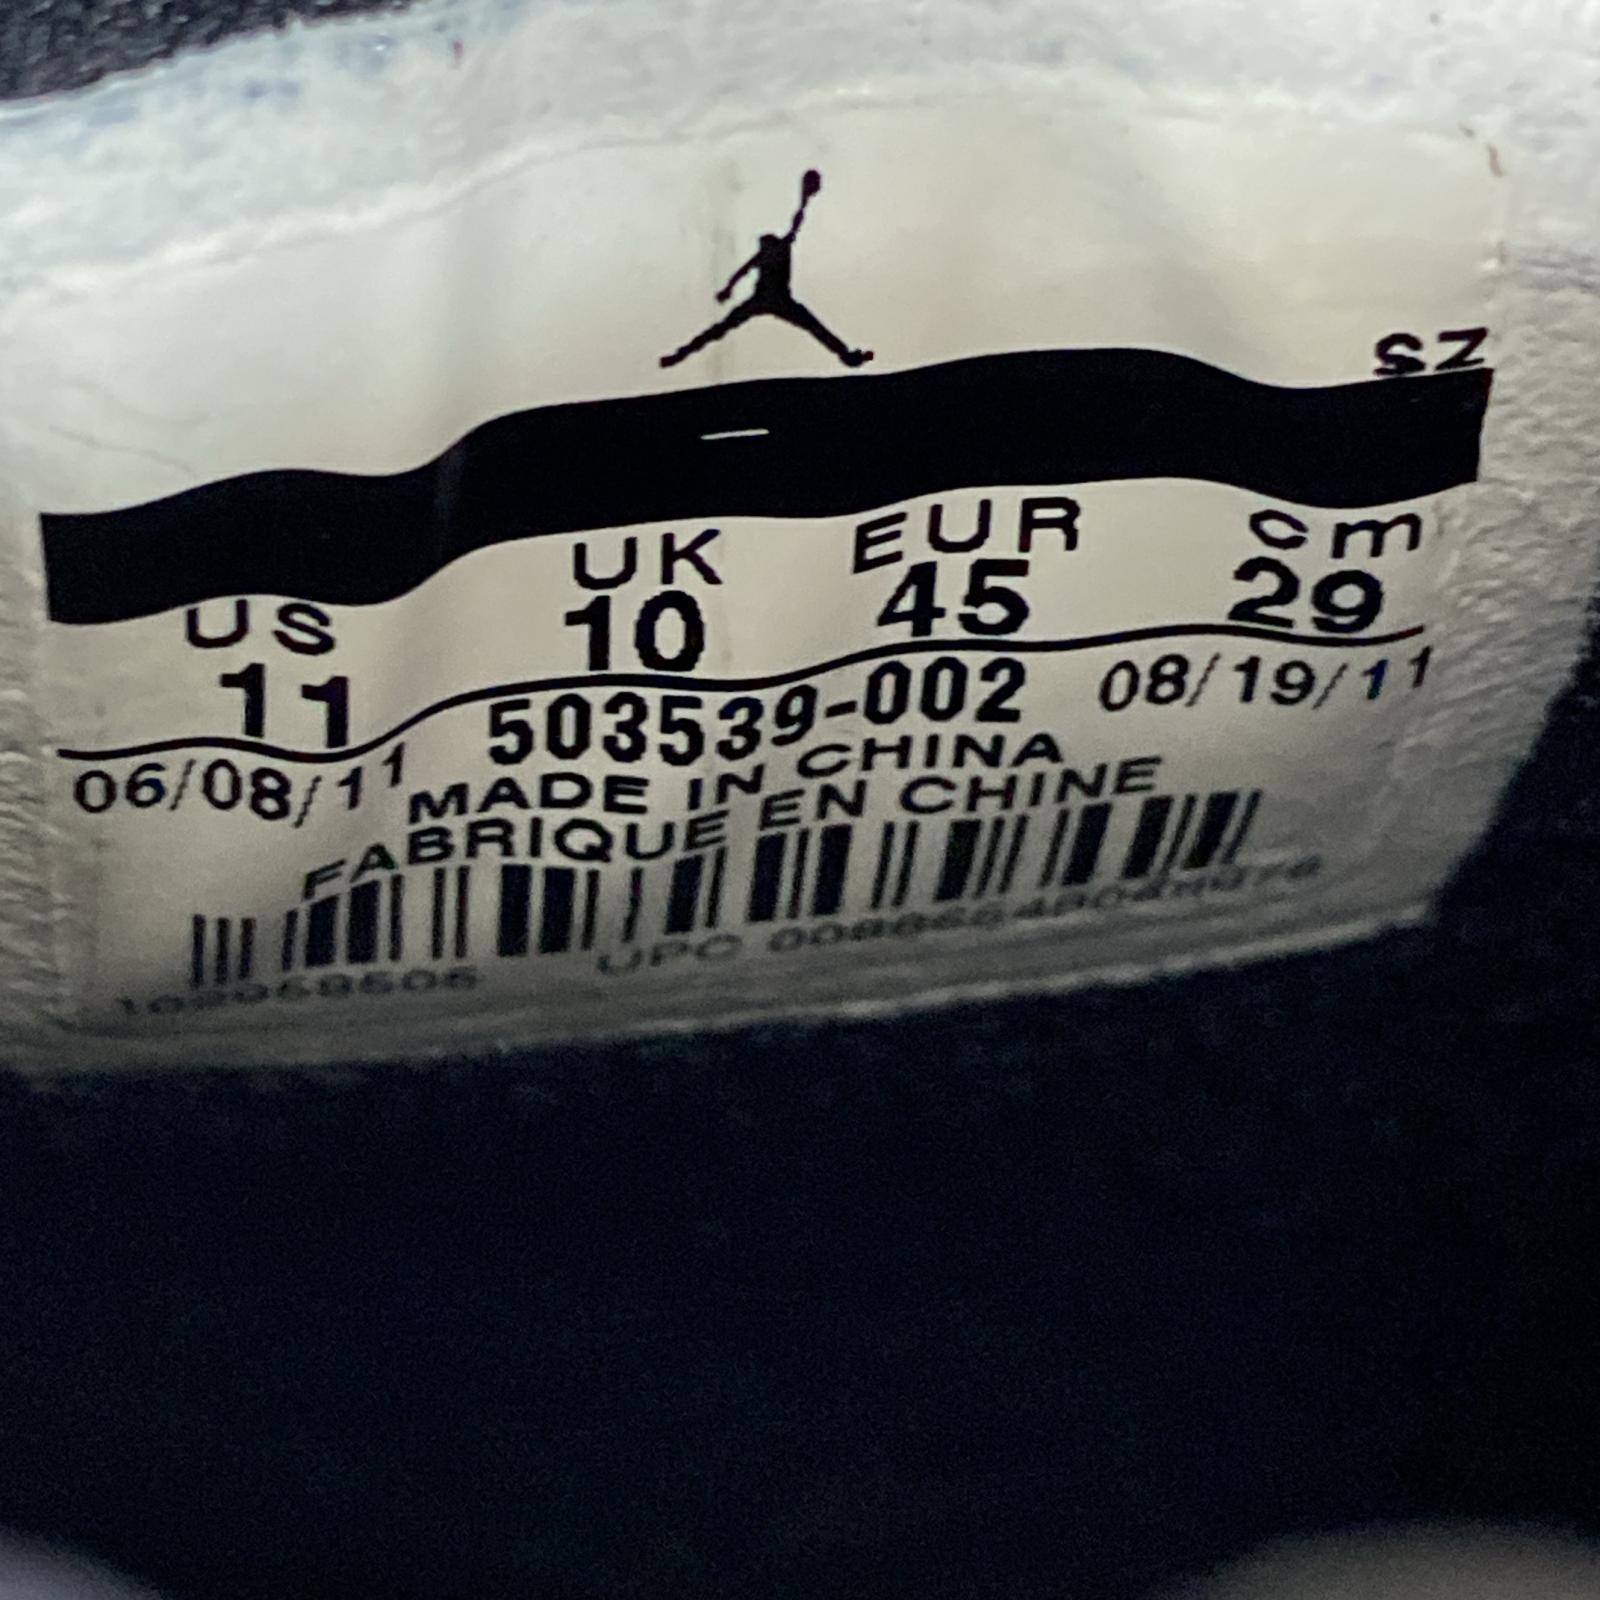 SZ
US UK EUR cm
11 10 45 29
06/08/11 503539-002 08/19/11
MADE IN CHINA
FABRIQUE EN CHINE
UPC